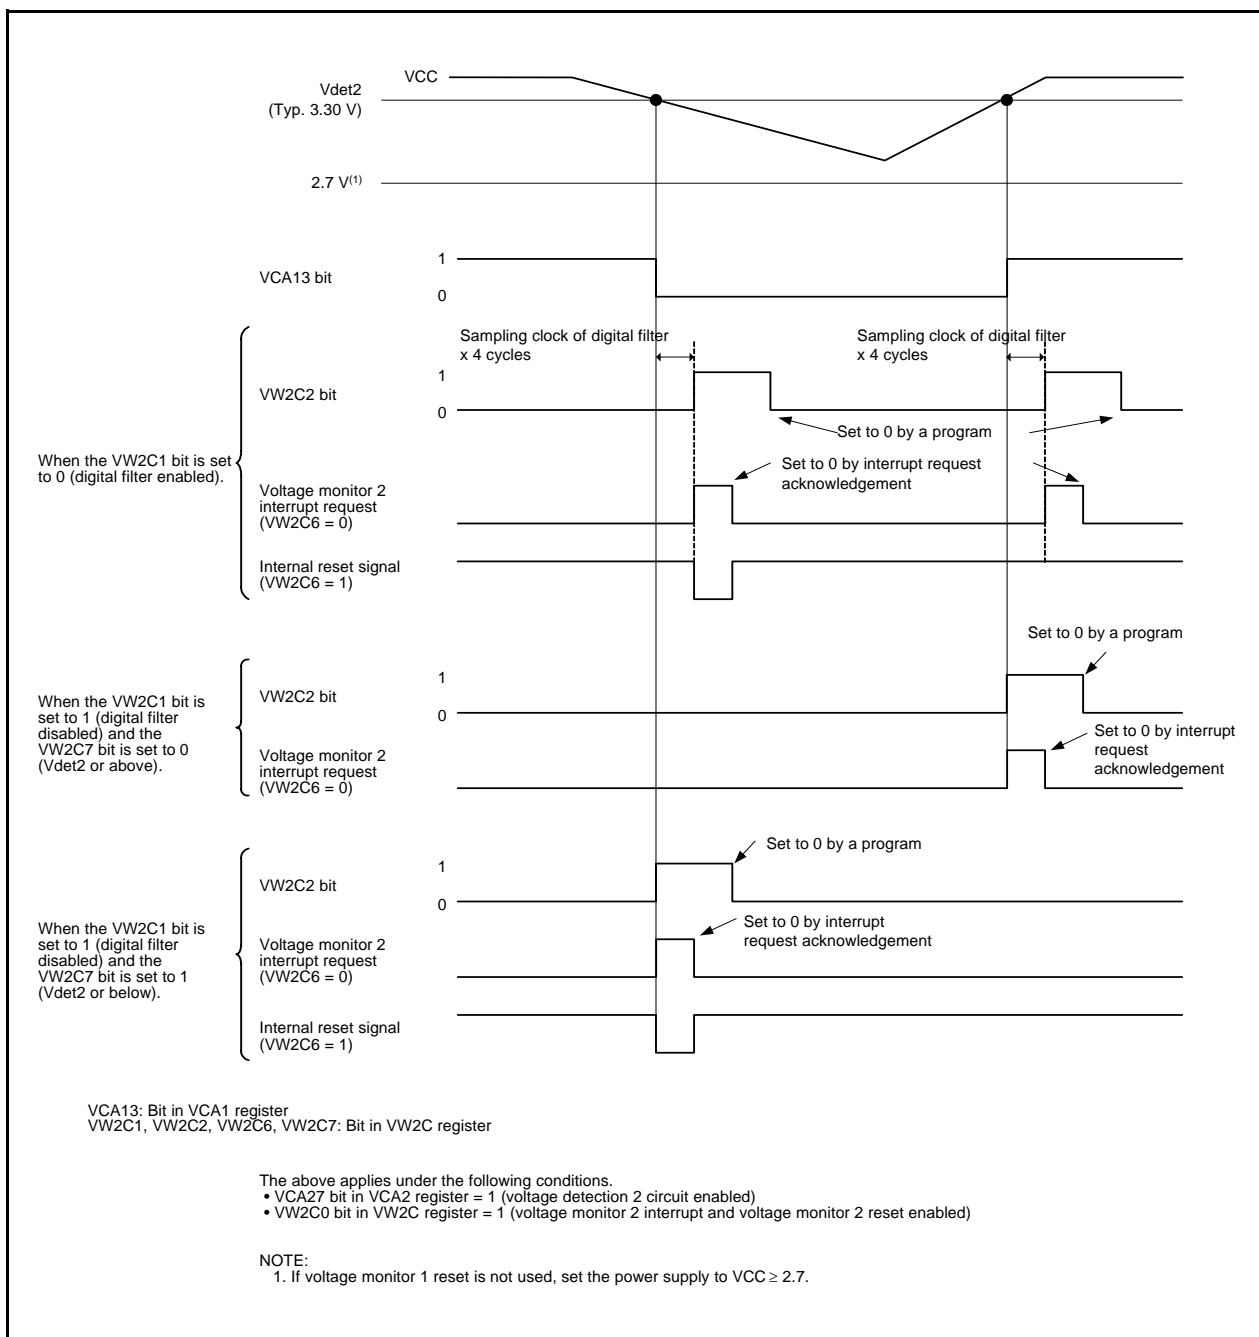 VCC
Vdet2
(Typ. 3.30 V)
2.7 V(1)
VCA13 bit
1
0
Sampling clock of digital filter
x 4 cycles
Sampling clock of digital filter
x 4 cycles
VW2C2 bit
1
0
Set to 0 by a program
When the VW2C1 bit is set
to 0 (digital filter enabled).
Set to 0 by interrupt request
acknowledgement
Voltage monitor 2
interrupt request
(VW2C6 = 0)
Internal reset signal
(VW2C6 = 1)
Set to 0 by a program
When the VW2C1 bit is
set to 1 (digital filter
disabled) and the
VW2C7 bit is set to 0
(Vdet2 or above).
VW2C2 bit
1
0
Set to 0 by interrupt
request
acknowledgement
Voltage monitor 2
interrupt request
(VW2C6 = 0)
Set to 0 by a program
VW2C2 bit
1
0
When the VW2C1 bit is
set to 1 (digital filter
disabled) and the
VW2C7 bit is set to 1
(Vdet2 or below).
Set to 0 by interrupt
request acknowledgement
Voltage monitor 2
interrupt request
(VW2C6 = 0)
Internal reset signal
(VW2C6 = 1)
VCA13: Bit in VCA1 register
VW2C1, VW2C2, VW2C6, VW2C7: Bit in VW2C register
The above applies under the following conditions.
• VCA27 bit in VCA2 register = 1 (voltage detection 2 circuit enabled)
• VW2C0 bit in VW2C register = 1 (voltage monitor 2 interrupt and voltage monitor 2 reset enabled)
NOTE:
1. If voltage monitor 1 reset is not used, set the power supply to VCC ≥ 2.7.